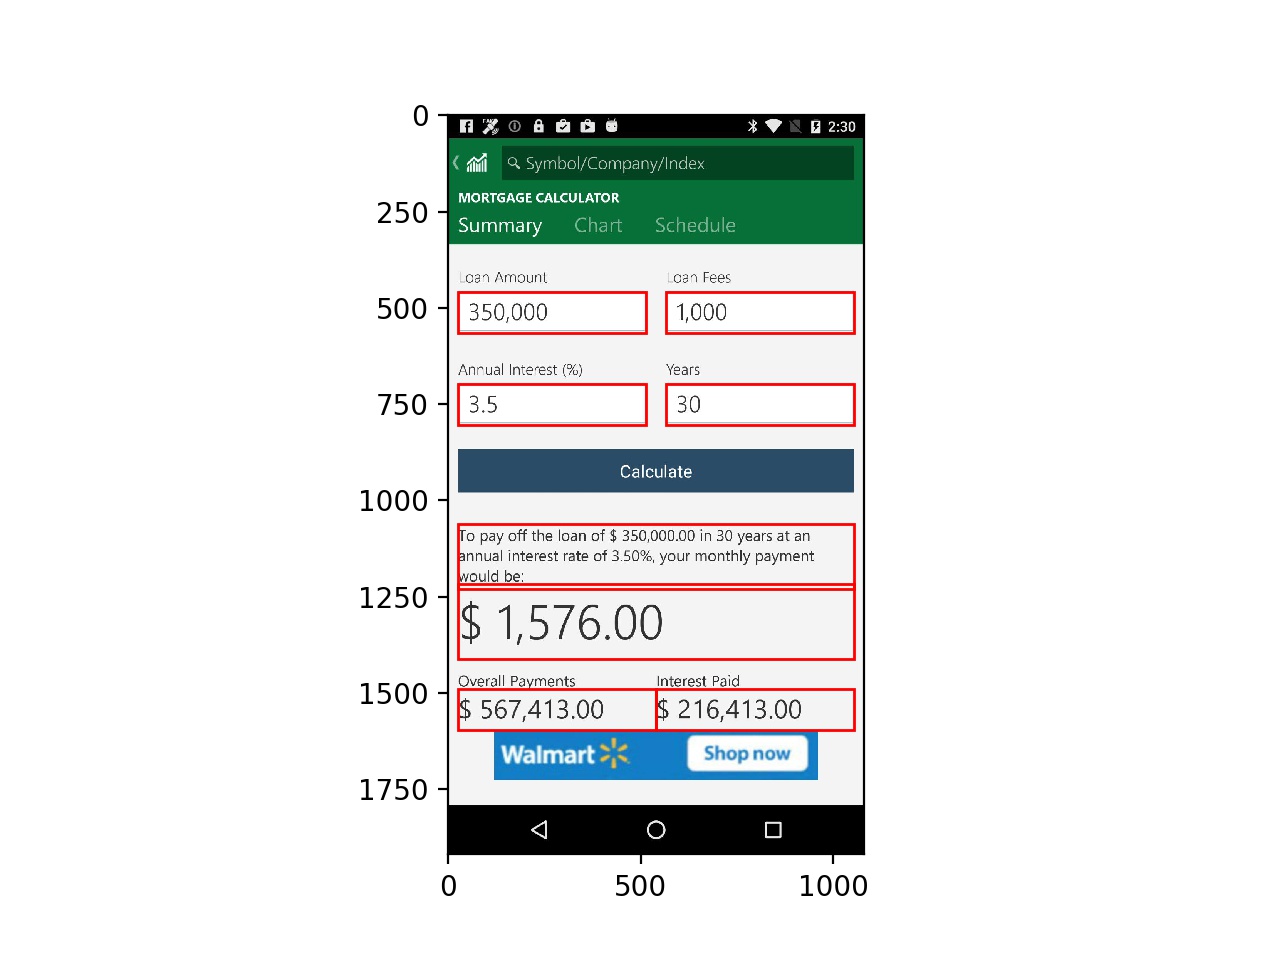 0
250
500
750
1000
1250
1500
1750
2:30
Symbol/Company/Index
MORTGAGE CALCULATOR
Summary Chart Schedule
Loan Amount Loan Fees
350,000 1,000
Annual Interest (%) Years
3.5 30
Calculate
To pay off the loan of $ 350,000.00 in 30 years at an
annual interest rate of 3.50%, your monthly payment
would be:
$ 1,576.00
Overall Payments Interest Paid
$ 567,413.00 $ 216,413.00
Walmart Shop now
0 500 1000